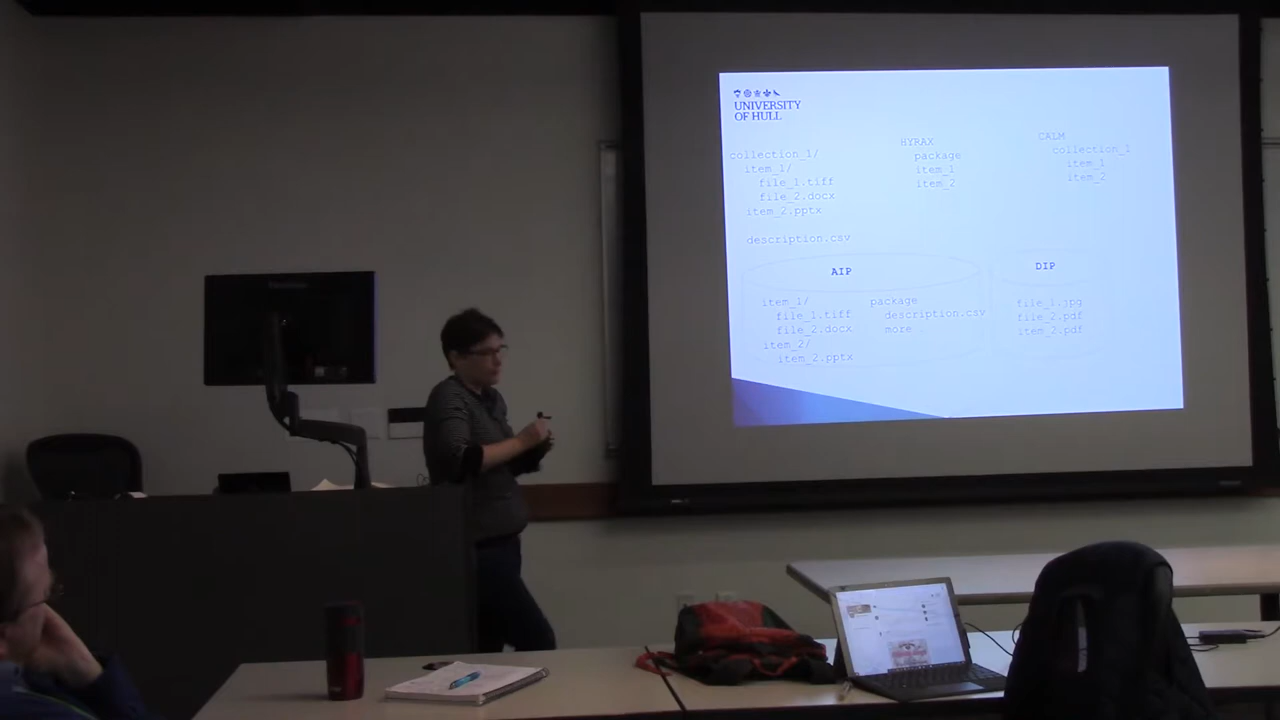 UNIVERSITY
OF HULL
collection_1/
item_1/
file_1.tiff
file_2.docx
item_2.pptx
description.csv
HYRAX
package
item_1
item_2
CALM
collection_1
item_1
item_2
AIP
item_1/
file_1.tiff
file_2.docx
item_2/
item_2.pptx
package
description.csv
more
DIP
file_1.jpg
file_2.pdf
item_2.pdf